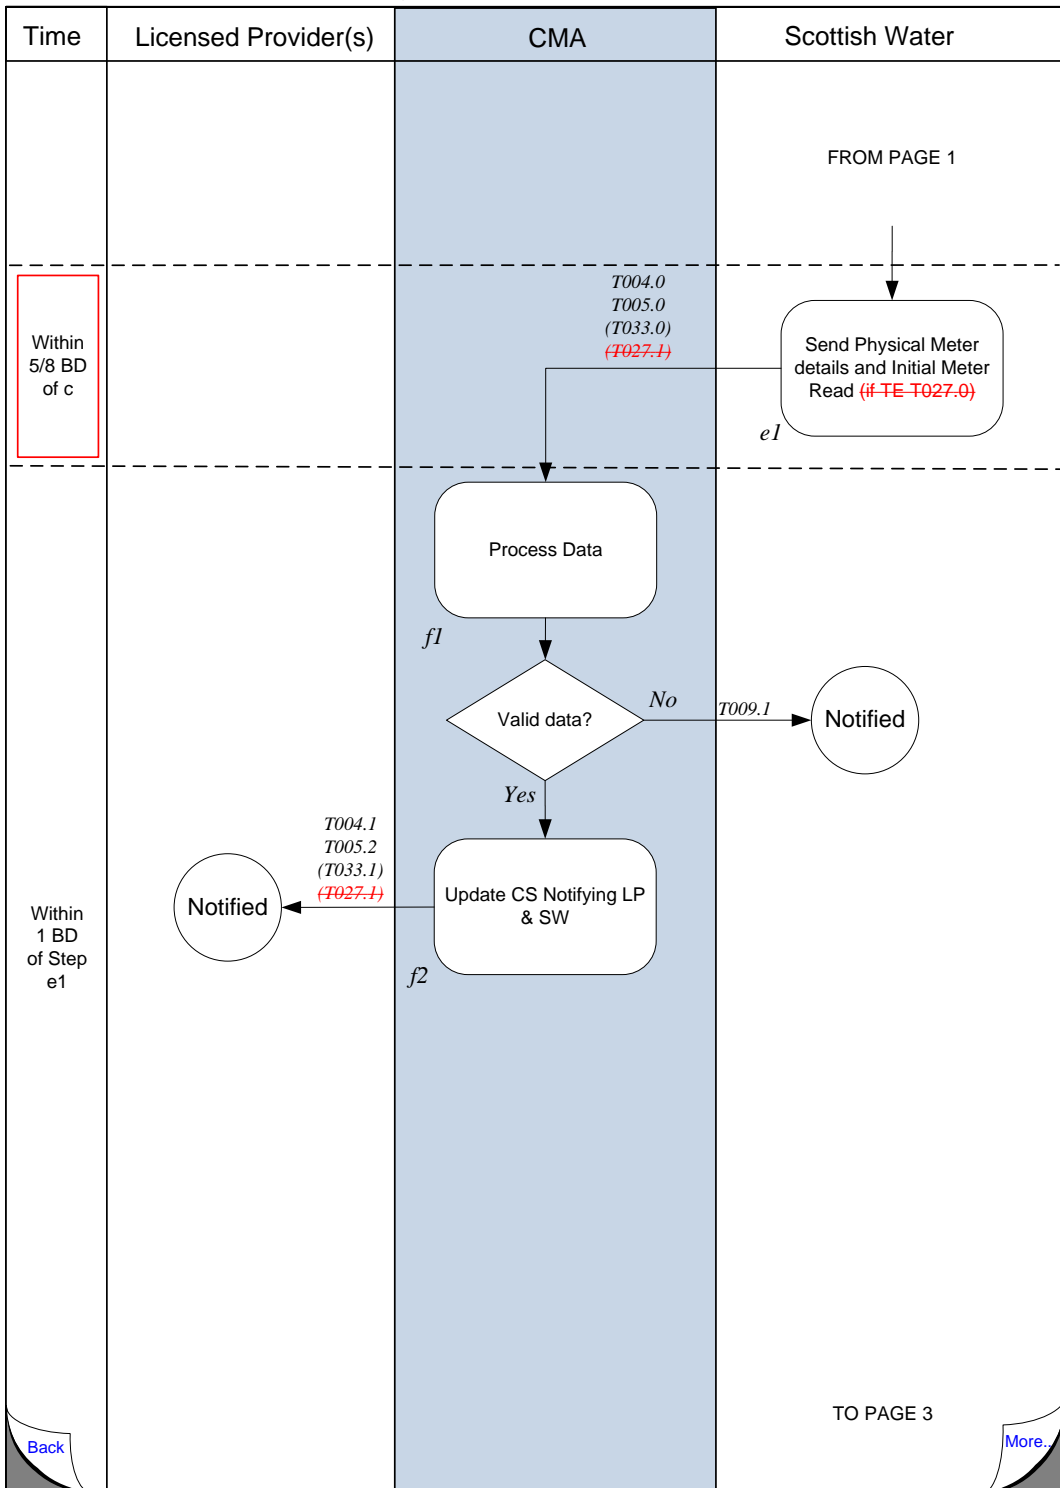 Time
Licensed Provider(s)
CMA
Scottish Water
FROM PAGE 1
Within
5/8 BD
of c
T004.0
T005.0
(T033.0)
(T027.1)
Send Physical Meter
details and Initial Meter
Read (if TE T027.0)
e1
Process Data
f1
Valid data?
No
T009.1
Notified
Yes
T004.1
T005.2
(T033.1)
(T027.1)
Notified
Update CS Notifying LP
& SW
f2
Within
1 BD
of Step
e1
TO PAGE 3
Back
More..